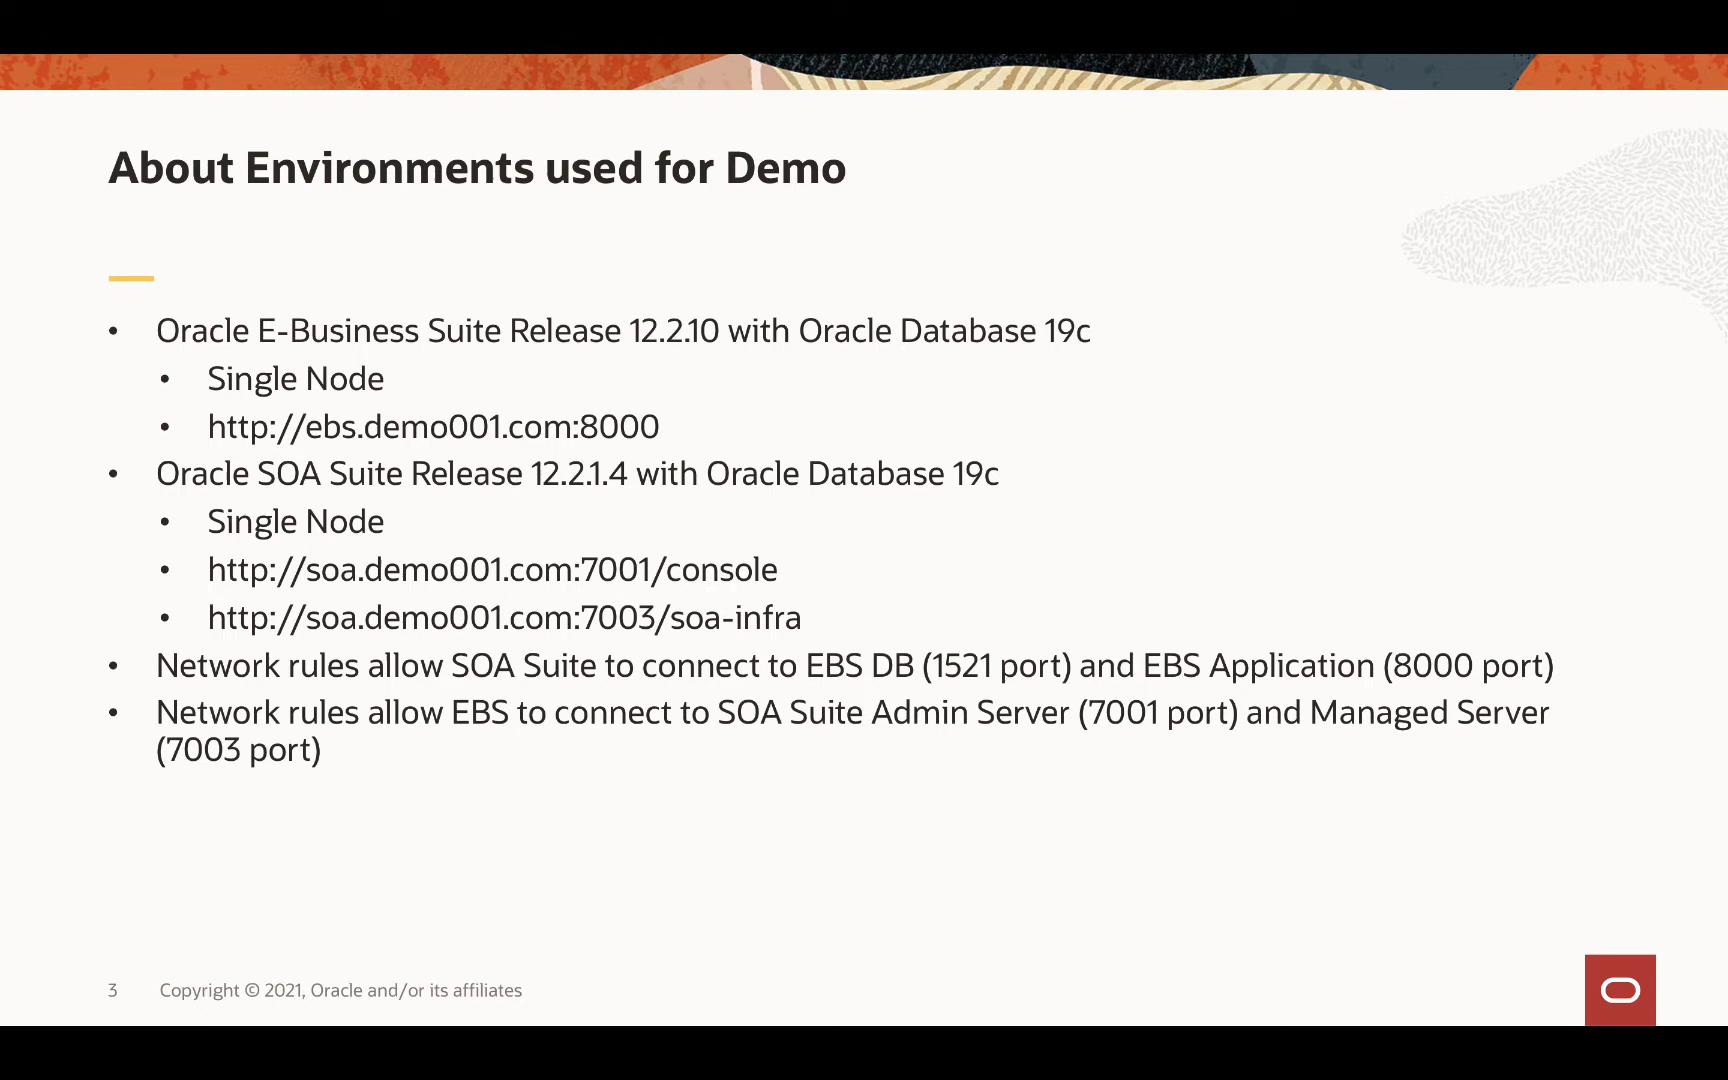 About Environments used for Demo
• Oracle E-Business Suite Release 12.2.10 with Oracle Database 19c
• Single Node
• http://ebs.demo001.com:8000
• Oracle SOA Suite Release 12.2.1.4 with Oracle Database 19c
• Single Node
• http://soa.demo001.com:7001/console
• http://soa.demo001.com:7003/soa-infra
• Network rules allow SOA Suite to connect to EBS DB (1521 port) and EBS Application (8000 port)
• Network rules allow EBS to connect to SOA Suite Admin Server (7001 port) and Managed Server
(7003 port)
3 Copyright © 2021, Oracle and/or its affiliates